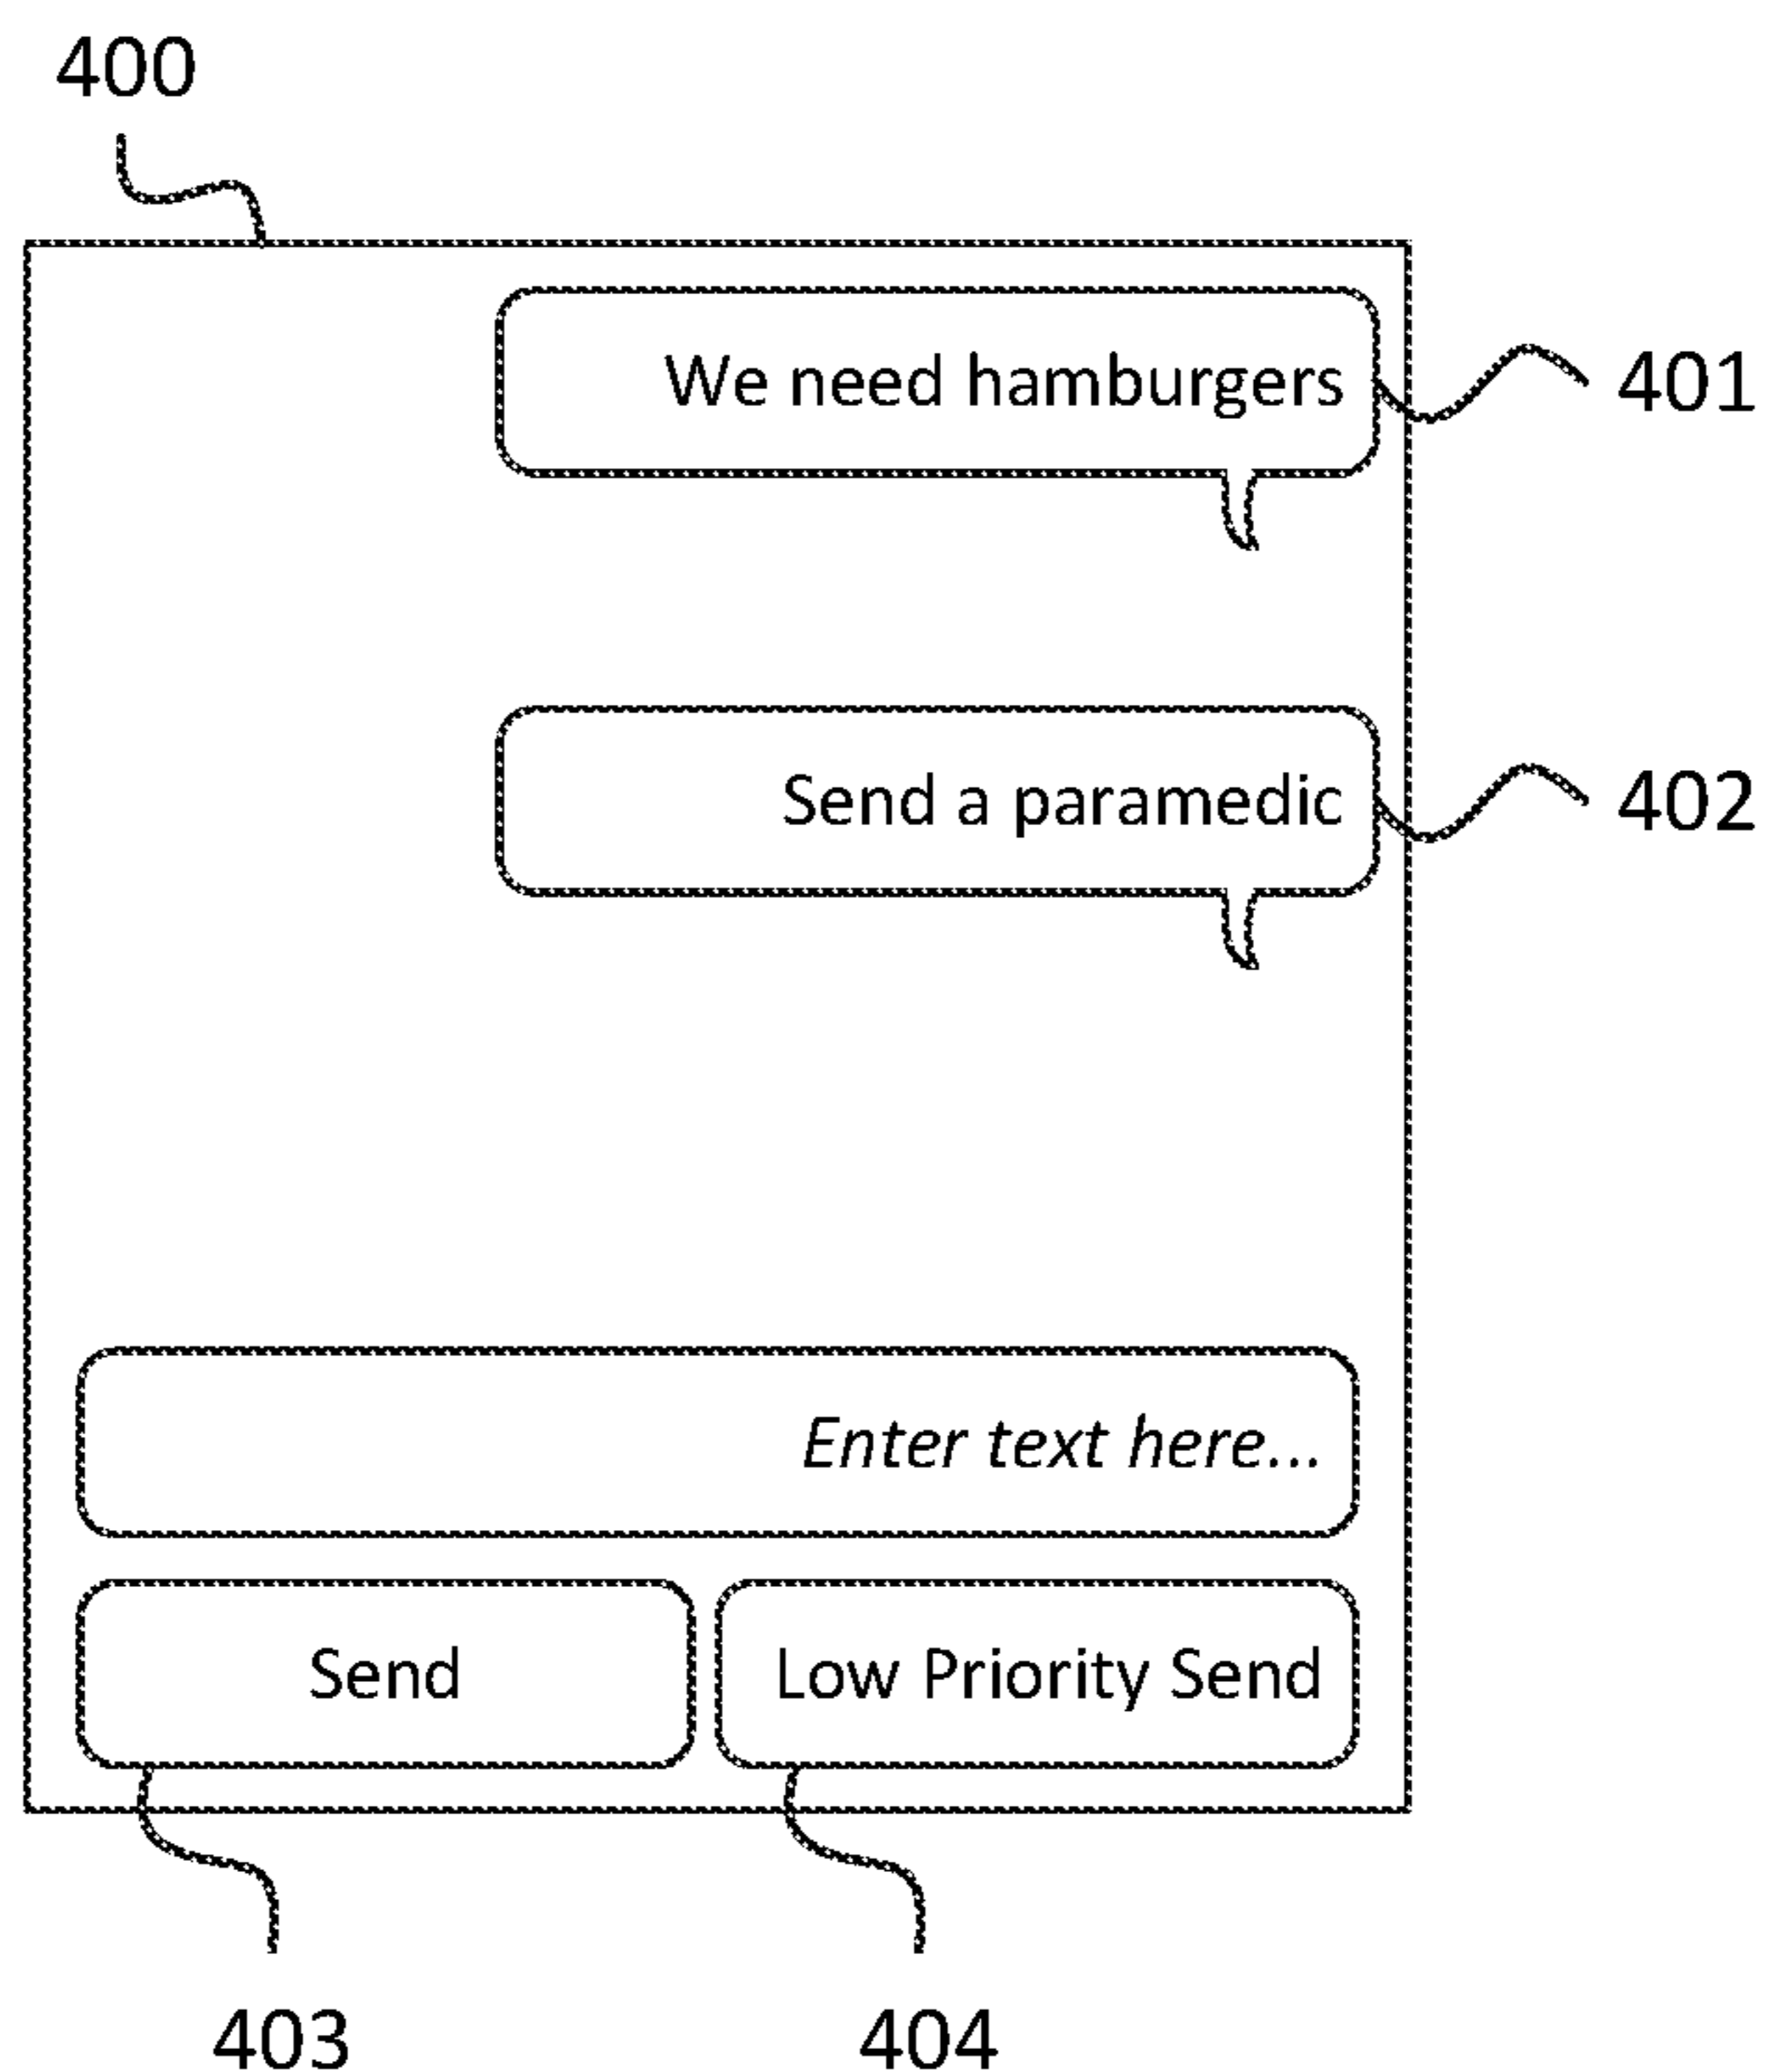 400
We need hamburgers
401
Send a paramedic
402
Enter text here...
Send
Low Priority Send
403
404